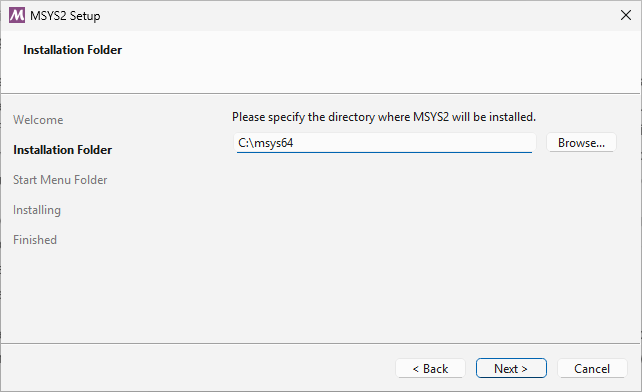 MSYS2 Setup
Installation Folder
Please specify the directory where MSYS2 will be installed.
C:\msys64
Browse...
Welcome
Installation Folder
Start Menu Folder
Installing
Finished
< Back
Next >
Cancel